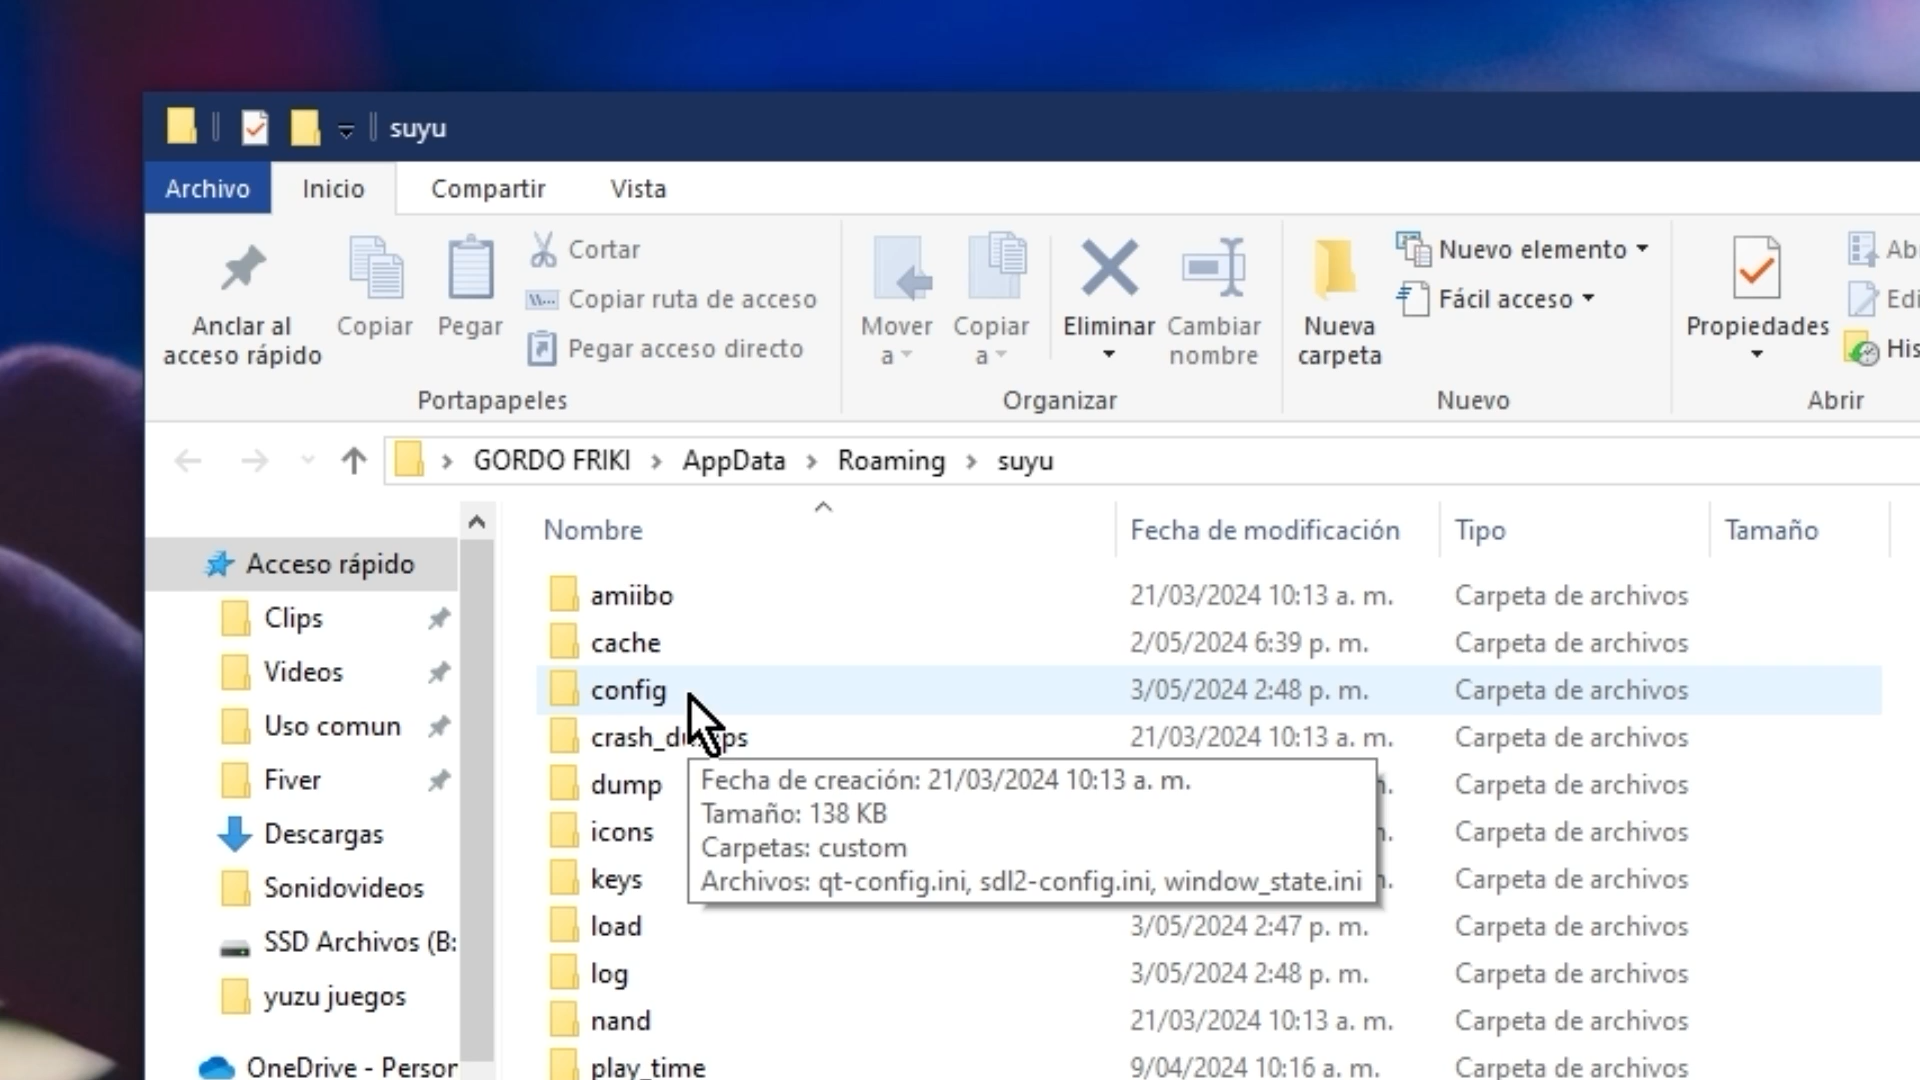 suyu
Archivo Inicio Compartir Vista
Anclar al acceso rápido
Copiar
Pegar
Cortar
Copiar ruta de acceso
Pegar acceso directo
Portapapeles
Mover a
Copiar a
Eliminar
Cambiar nombre
Organizar
Nueva carpeta
Nuevo elemento
Fácil acceso
Nuevo
Propiedades
Abrir
GORDO FRIKI > AppData > Roaming > suyu
Acceso rápido
Clips
Videos
Uso comun
Fiver
Descargas
Sonidovideos
SSD Archivos (B:
yuzu juegos
OneDrive - Person
Nombre Fecha de modificación Tipo Tamaño
amiibo 21/03/2024 10:13 a. m. Carpeta de archivos
cache 2/05/2024 6:39 p. m. Carpeta de archivos
config 3/05/2024 2:48 p. m. Carpeta de archivos
crash_dumps 21/03/2024 10:13 a. m. Carpeta de archivos
dump Carpeta de archivos
icons Carpeta de archivos
keys Carpeta de archivos
Fecha de creación: 21/03/2024 10:13 a. m.
Tamaño: 138 KB
Carpetas: custom
Archivos: qt-config.ini, sdl2-config.ini, window_state.ini
load 3/05/2024 2:47 p. m. Carpeta de archivos
log 3/05/2024 2:48 p. m. Carpeta de archivos
nand 21/03/2024 10:13 a. m. Carpeta de archivos
play_time 9/04/2024 10:16 a. m. Carpeta de archivos